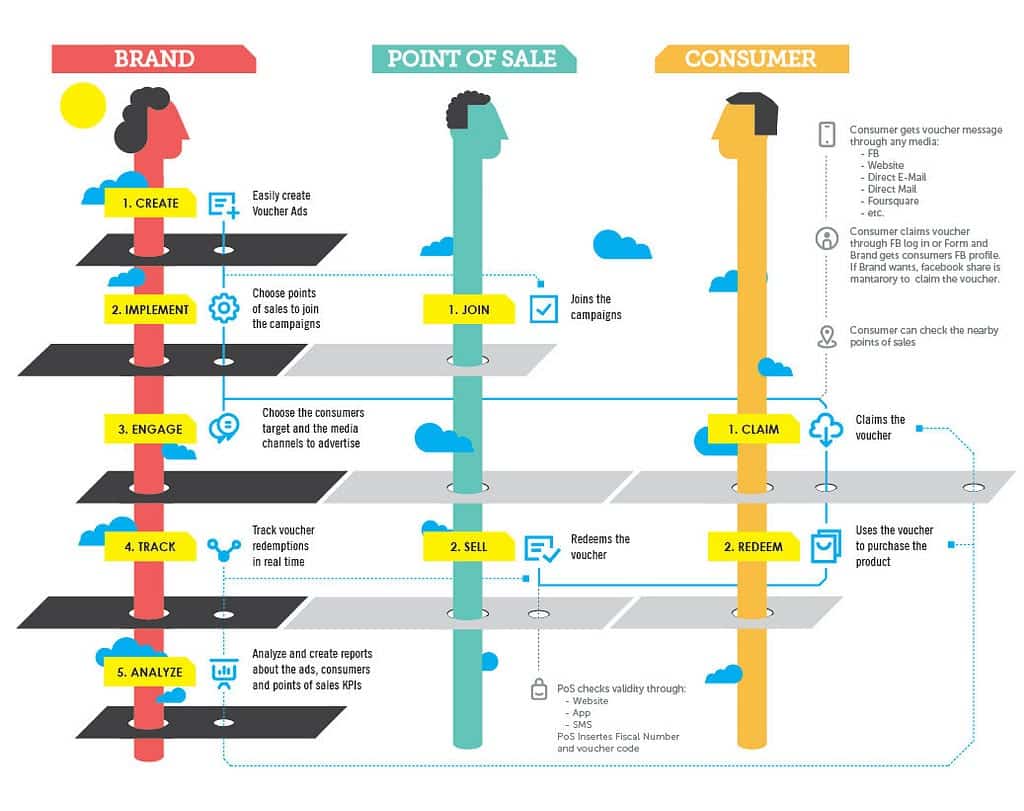 BRAND
POINT OF SALE
CONSUMER
1. CREATE
Easily create
Voucher Ads
2. IMPLEMENT
Choose points
of sales to join
the campaigns
1. JOIN
Joins the
campaigns
Consumer gets voucher message
through any media:
- FB
- Website
- Direct E-Mail
- Direct Mail
- Foursquare
- etc.
Consumer claims voucher
through FB log in or Form and
Brand gets consumers FB profile.
If Brand wants, facebook share is
mantarory to claim the voucher.
Consumer can check the nearby
points of sales
3. ENGAGE
Choose the consumers
target and the media
channels to advertise
1. CLAIM
Claims the
voucher
4. TRACK
Track voucher
redemptions
in real time
2. SELL
Redeems the
voucher
2. REDEEM
Uses the voucher
to purchase the
product
5. ANALYZE
Analyze and create reports
about the ads, consumers
and points of sales KPIs
PoS checks validity through:
- Website
- App
- SMS
PoS Insertes Fiscal Number
and voucher code